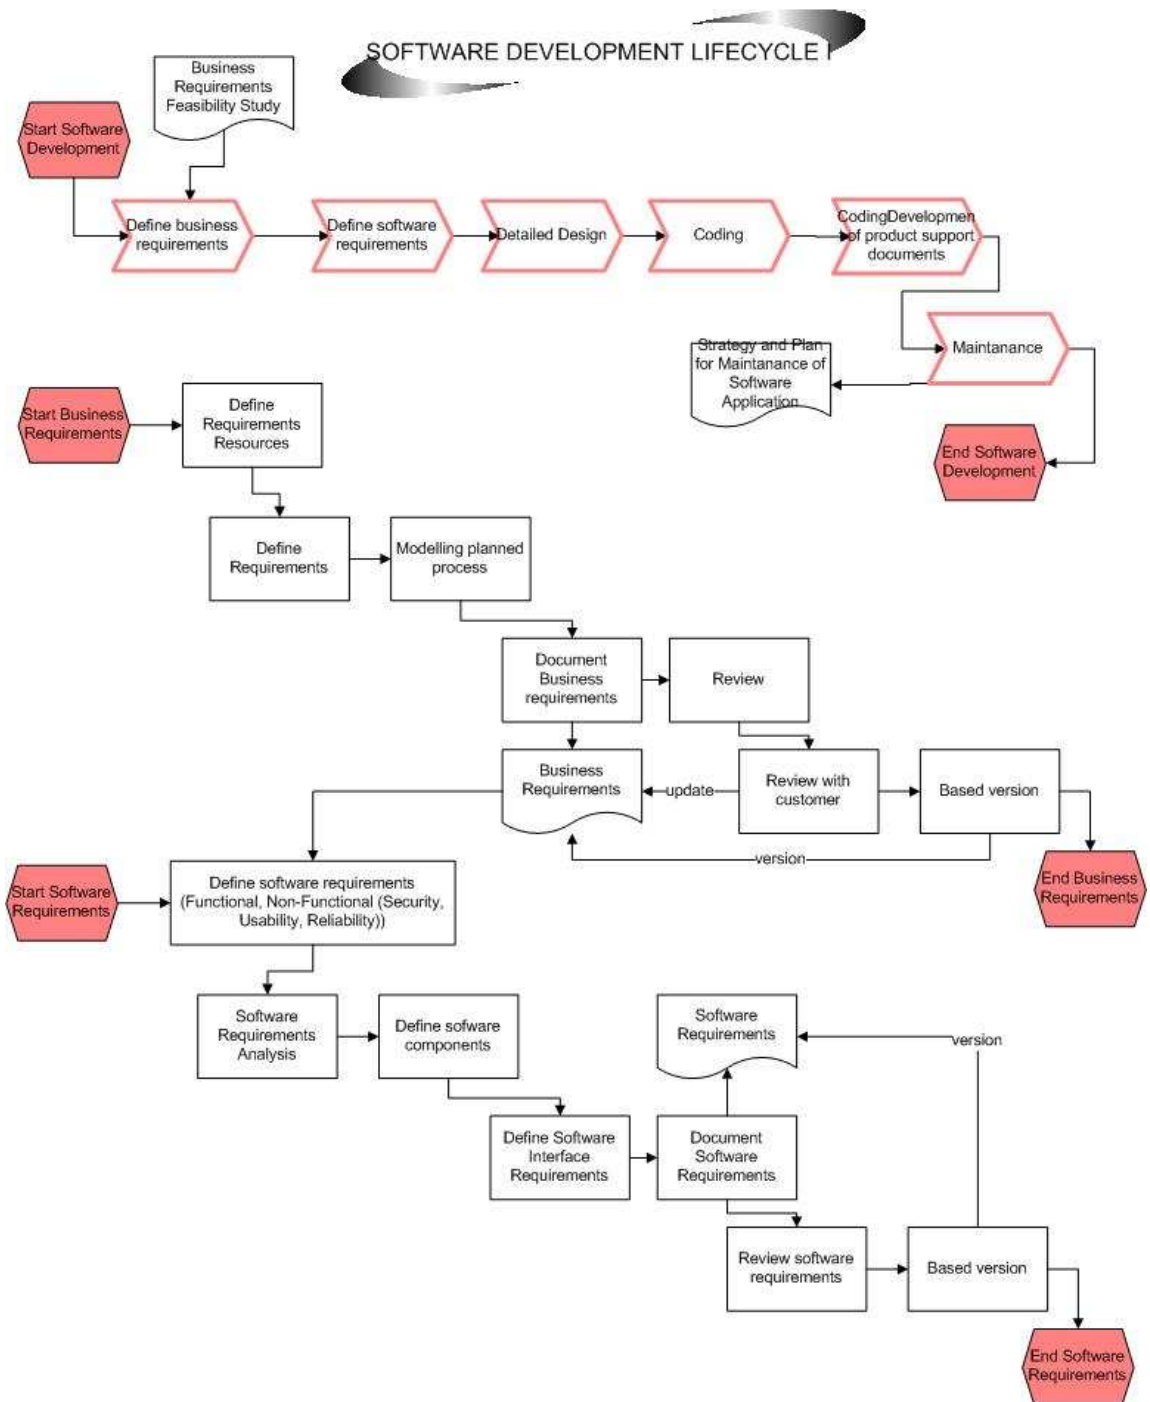 SOFTWARE DEVELOPMENT LIFECYCLE I
Business
Requirements
Feasibility Study
Start Software
Development
Define business
requirements
Define software
requirements
Detailed Design
Coding
CodingDevelopmen
of product support
documents
Maintanance
Strategy and Plan
for Maintanance of
Software
Application
End Software
Development
Start Business
Requirements
Define
Requirements
Resources
Define
Requirements
Modelling planned
process
Document
Business
requirements
Review
Business
Requirements
update
Review with
customer
Based version
version
End Business
Requirements
Start Software
Requirements
Define software requirements
(Functional, Non-Functional (Security,
Usability, Reliability))
Software
Requirements
Analysis
Define sofware
components
Software
Requirements
version
Define Software
Interface
Requirements
Document
Software
Requirements
Review software
requirements
Based version
End Software
Requirements